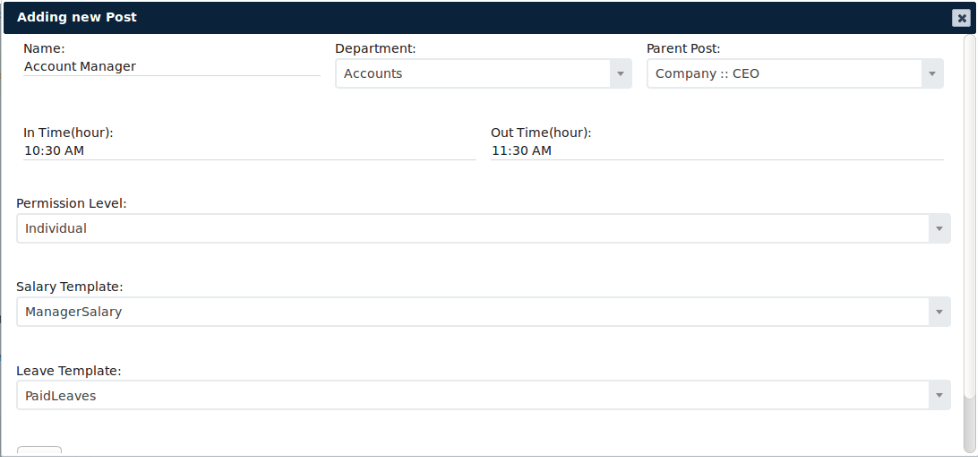 Adding new Post
Name: Department: Parent Post:
Account Manager Accounts Company :: CEO
In Time(hour): Out Time(hour):
10:30 AM 11:30 AM
Permission Level:
Individual
Salary Template:
ManagerSalary
Leave Template:
PaidLeaves